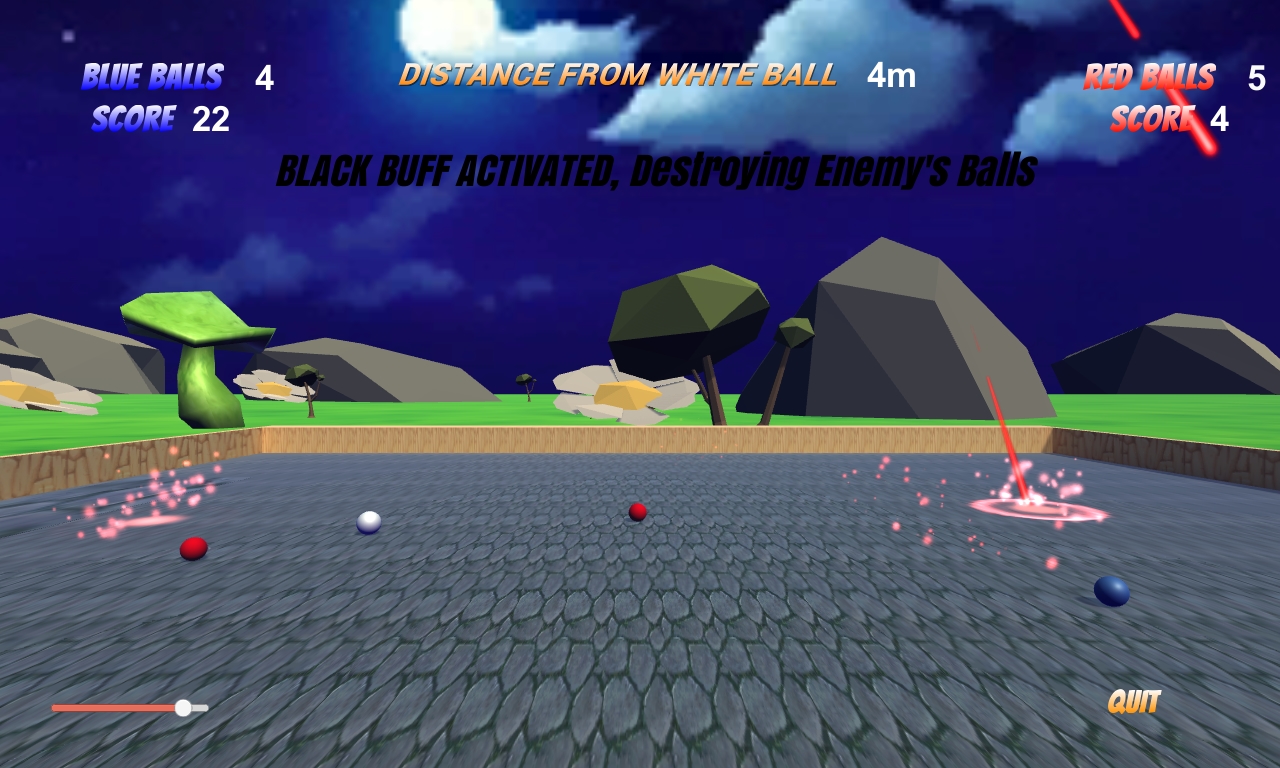 BLUE BALLS 4
DISTANCE FROM WHITE BALL 4m
RED BALLS 5
SCORE 22
SCORE 4
BLACK BUFF ACTIVATED, Destroying Enemy's Balls
QUIT